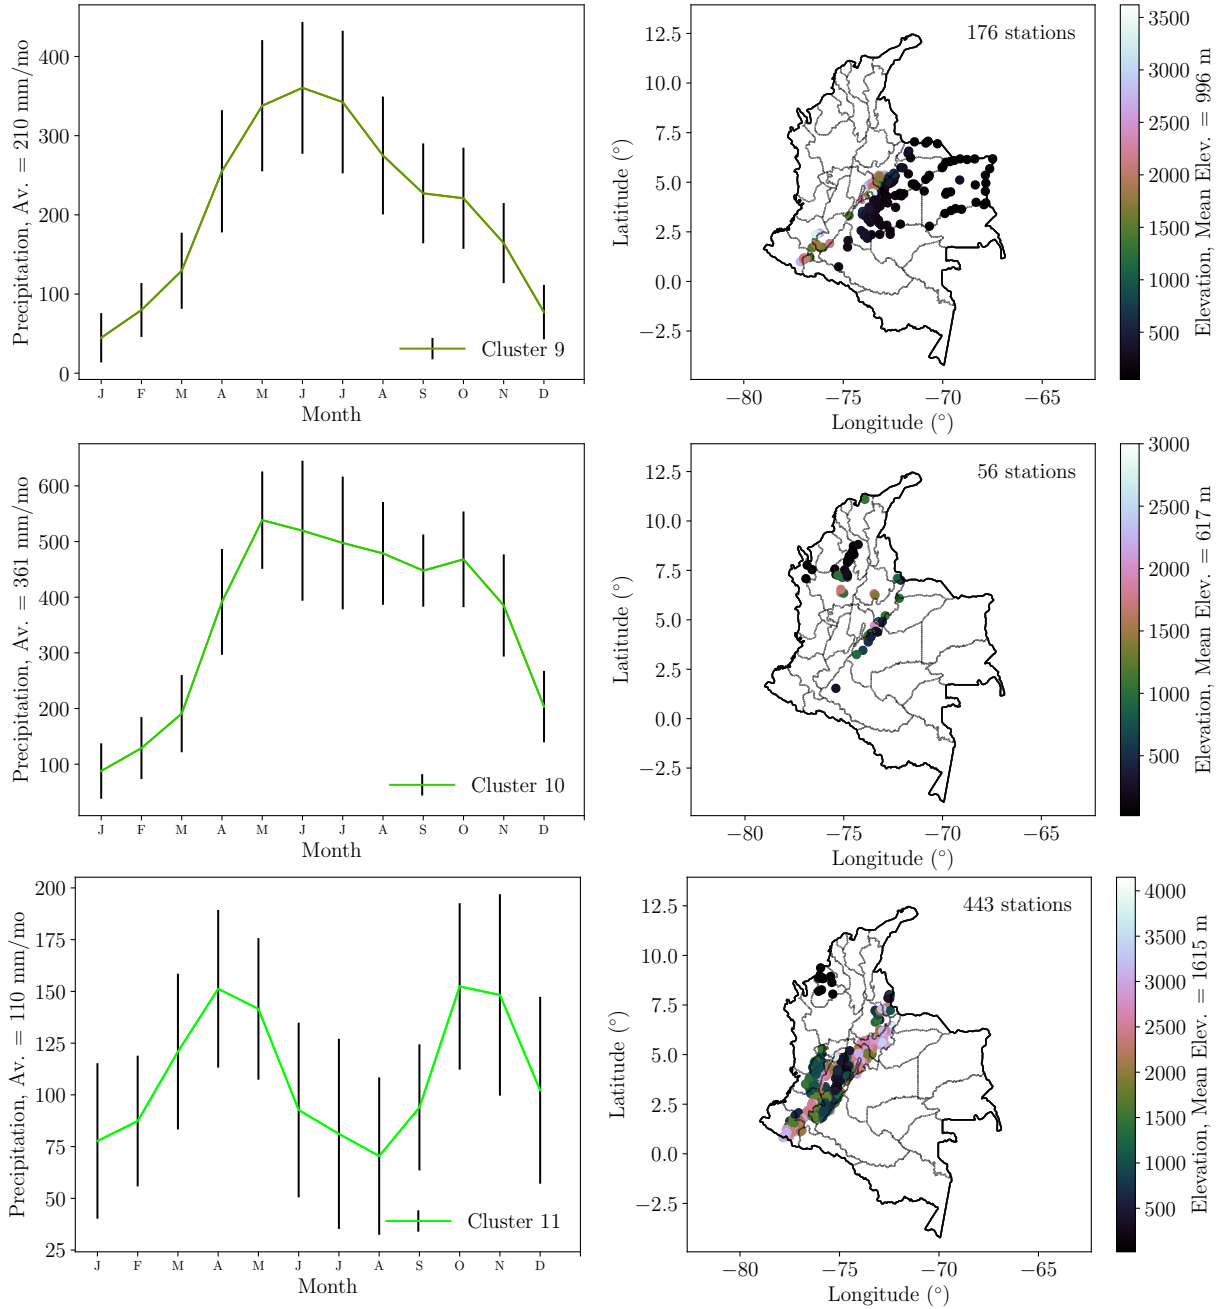 400
300
200
100
0
Precipitation, Av. = 210 mm/mo
J F M A M J J A S O N D
Month
Cluster 9
176 stations
12.5
10.0
7.5
5.0
2.5
0.0
−2.5
Latitude (°)
−80 −75 −70 −65
Longitude (°)
3500
3000
2500
2000
1500
1000
500
Elevation, Mean Elev. = 996 m
600
500
400
300
200
100
Precipitation, Av. = 361 mm/mo
J F M A M J J A S O N D
Month
Cluster 10
56 stations
12.5
10.0
7.5
5.0
2.5
0.0
−2.5
Latitude (°)
−80 −75 −70 −65
Longitude (°)
3000
2500
2000
1500
1000
500
Elevation, Mean Elev. = 617 m
200
175
150
125
100
75
50
25
Precipitation, Av. = 110 mm/mo
J F M A M J J A S O N D
Month
Cluster 11
443 stations
12.5
10.0
7.5
5.0
2.5
0.0
−2.5
Latitude (°)
−80 −75 −70 −65
Longitude (°)
4000
3500
3000
2500
2000
1500
1000
500
Elevation, Mean Elev. = 1615 m